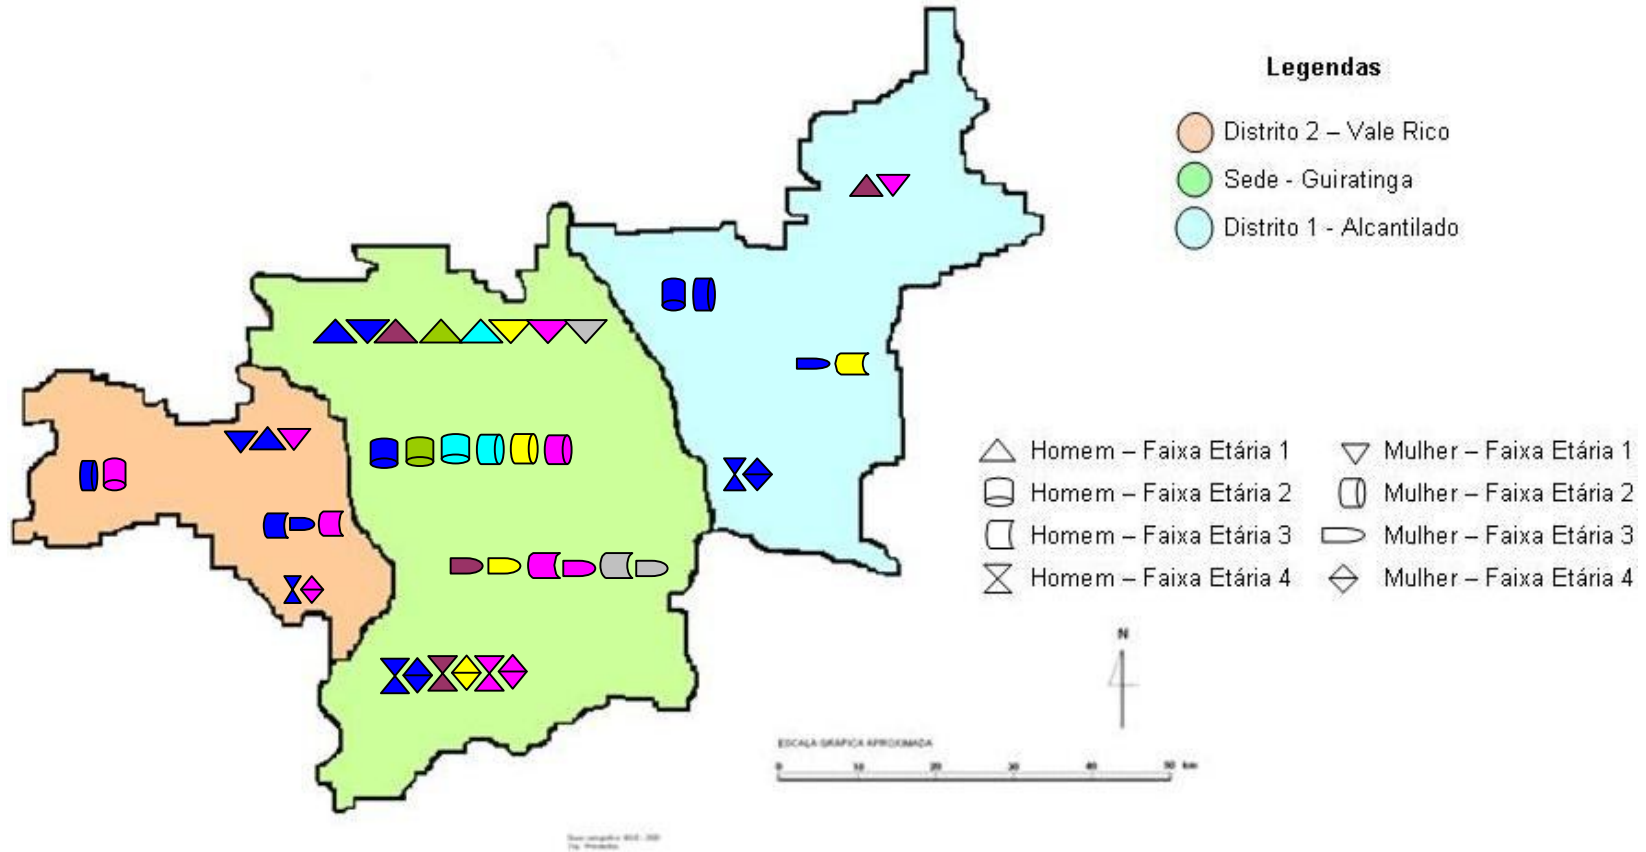 Legendas
Distrito 2 – Vale Rico
Sede - Guiratinga
Distrito 1 - Alcantilado
Homem – Faixa Etária 1
Mulher – Faixa Etária 1
Homem – Faixa Etária 2
Mulher – Faixa Etária 2
Homem – Faixa Etária 3
Mulher – Faixa Etária 3
Homem – Faixa Etária 4
Mulher – Faixa Etária 4
N
ESCALA GRÁFICA APROXIMADA
0 10 20 30 40 50 km